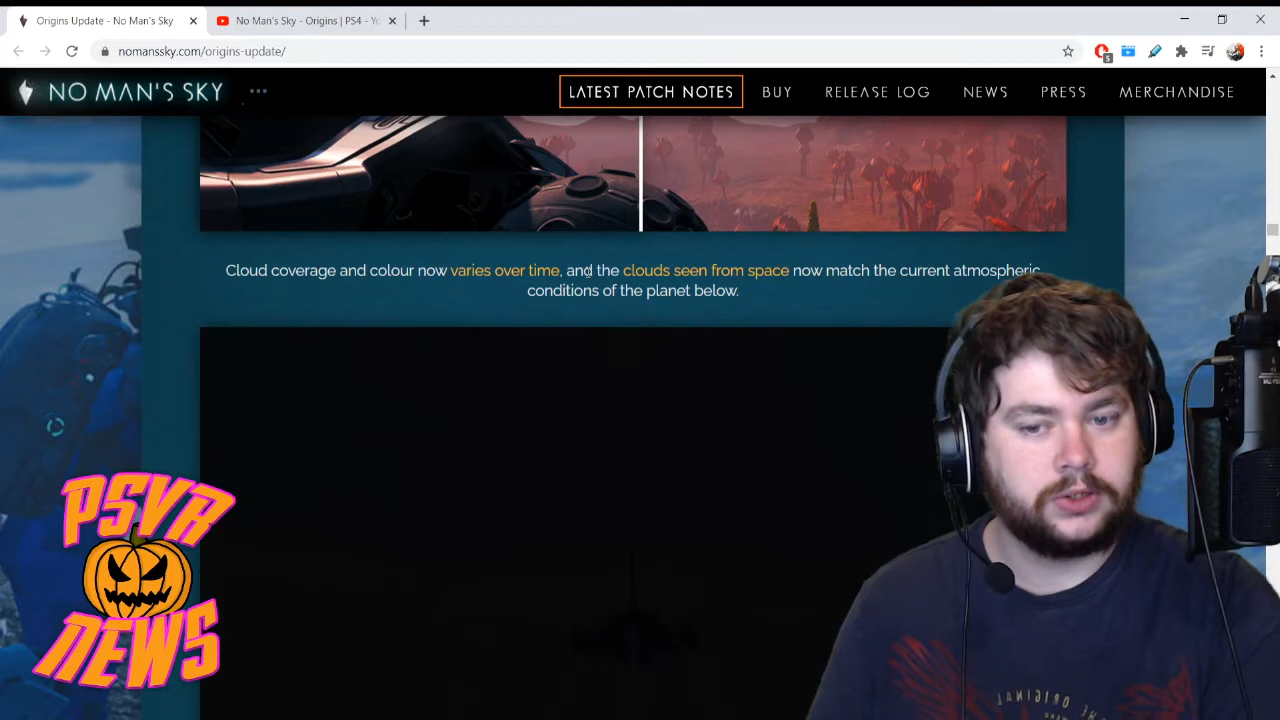 Origins Update - No Man's Sky
No Man's Sky - Origins | PS4 - Yo
nomanssky.com/origins-update/
5
NO MAN'S SKY
LATEST PATCH NOTES
BUY
RELEASE LOG
NEWS
PRESS
MERCHANDISE
Cloud coverage and colour now varies over time, and the clouds seen from space now match the current atmospheric
conditions of the planet below.
PSVR
NEWS
ORIGINAL